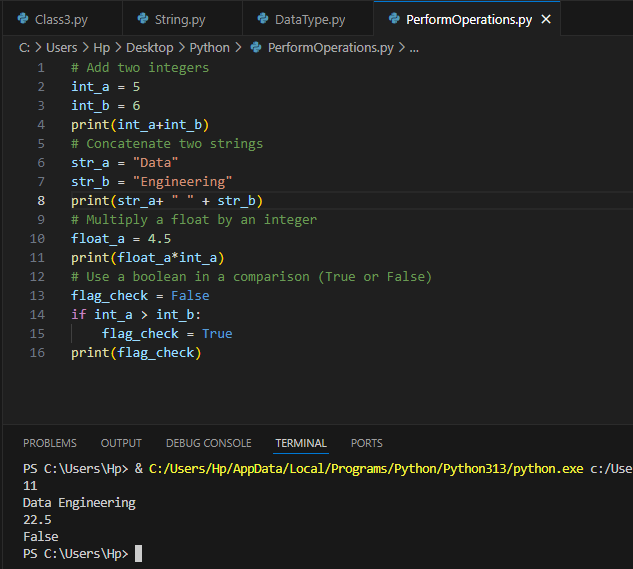 Class3.py String.py DataType.py PerformOperations.py ×
C: > Users > Hp > Desktop > Python > PerformOperations.py > ...
1 # Add two integers
2 int_a = 5
3 int_b = 6
4 print(int_a+int_b)
5 # Concatenate two strings
6 str_a = "Data"
7 str_b = "Engineering"
8 print(str_a+ " " + str_b)
9 # Multiply a float by an integer
10 float_a = 4.5
11 print(float_a*int_a)
12 # Use a boolean in a comparison (True or False)
13 flag_check = False
14 if int_a > int_b:
15     flag_check = True
16 print(flag_check)
PROBLEMS OUTPUT DEBUG CONSOLE TERMINAL PORTS
PS C:\Users\Hp> & C:/Users/Hp/AppData/Local/Programs/Python/Python313/python.exe c:/Use
11
Data Engineering
22.5
False
PS C:\Users\Hp>